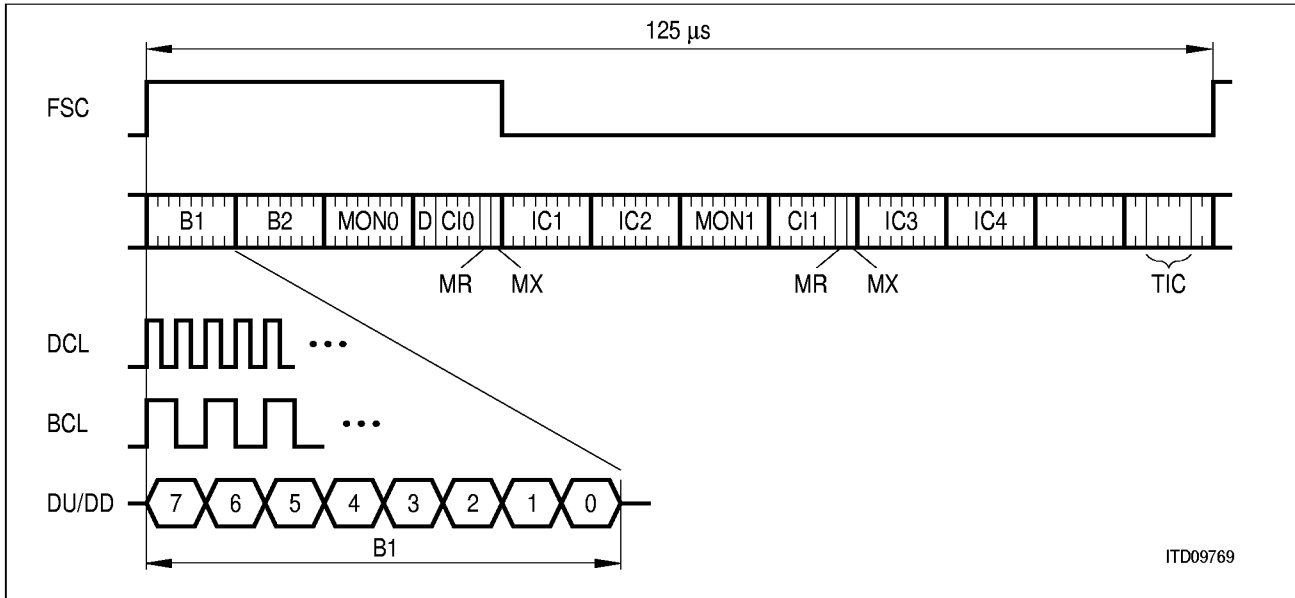 125 µs
FSC
B1 B2 MON0 D CI0 IC1 IC2 MON1 CI1 IC3 IC4
MR MX MR MX TIC
DCL •••
BCL •••
DU/DD 7 6 5 4 3 2 1 0
B1
ITD09769